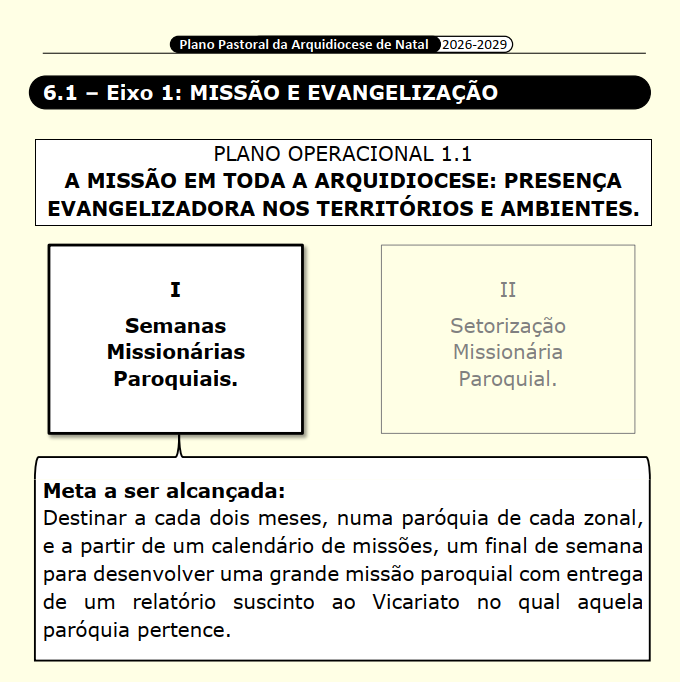 Plano Pastoral da Arquidiocese de Natal 2026-2029
6.1 – Eixo 1: MISSÃO E EVANGELIZAÇÃO
PLANO OPERACIONAL 1.1
A MISSÃO EM TODA A ARQUIDIOCESE: PRESENÇA
EVANGELIZADORA NOS TERRITÓRIOS E AMBIENTES.
I
Semanas
Missionárias
Paroquiais.
II
Setorização
Missionária
Paroquial.
Meta a ser alcançada:
Destinar a cada dois meses, numa paróquia de cada zonal,
e a partir de um calendário de missões, um final de semana
para desenvolver uma grande missão paroquial com entrega
de um relatório suscinto ao Vicariato no qual aquela
paróquia pertence.